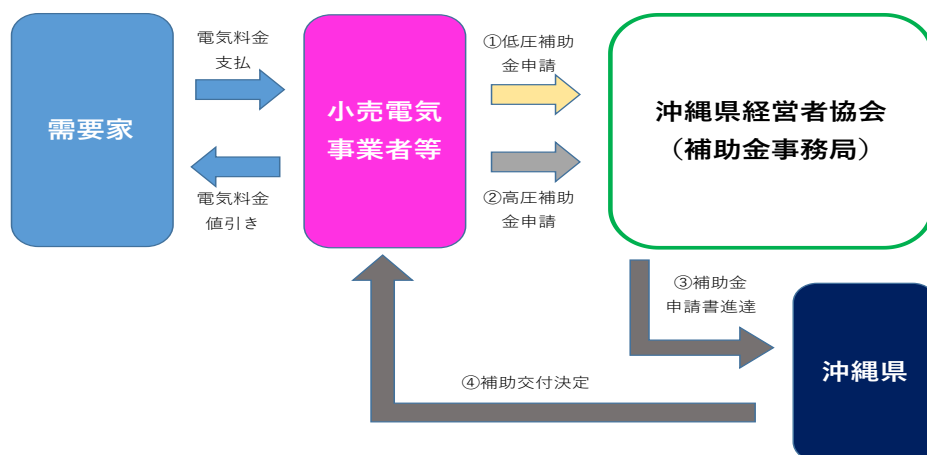 需要家
電気料金
支払
電気料金
値引き
小売電気
事業者等
①低圧補助
金申請
②高圧補助
金申請
沖縄県経営者協会
（補助金事務局）
③補助金
申請書進達
沖縄県
④補助交付決定